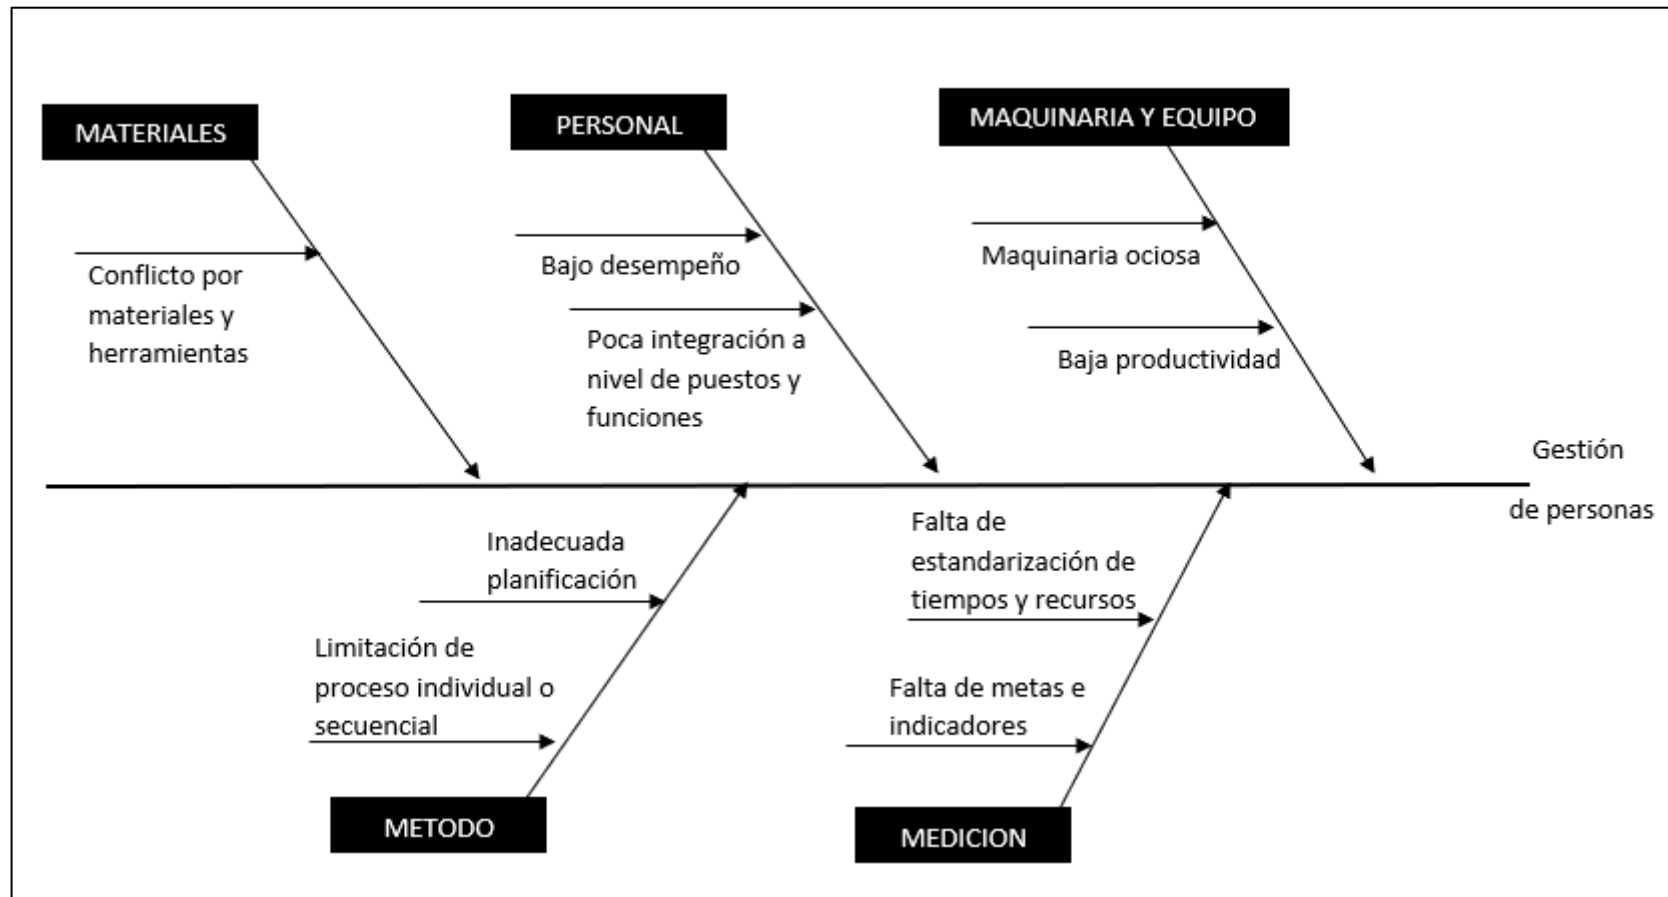 MATERIALES
PERSONAL
MAQUINARIA Y EQUIPO
Conflicto por
materiales y
herramientas
Bajo desempeño
Poca integración a
nivel de puestos y
funciones
Maquinaria ociosa
Baja productividad
Gestión
de personas
Inadecuada
planificación
Limitación de
proceso individual o
secuencial
Falta de
estandarización de
tiempos y recursos
Falta de metas e
indicadores
METODO
MEDICION